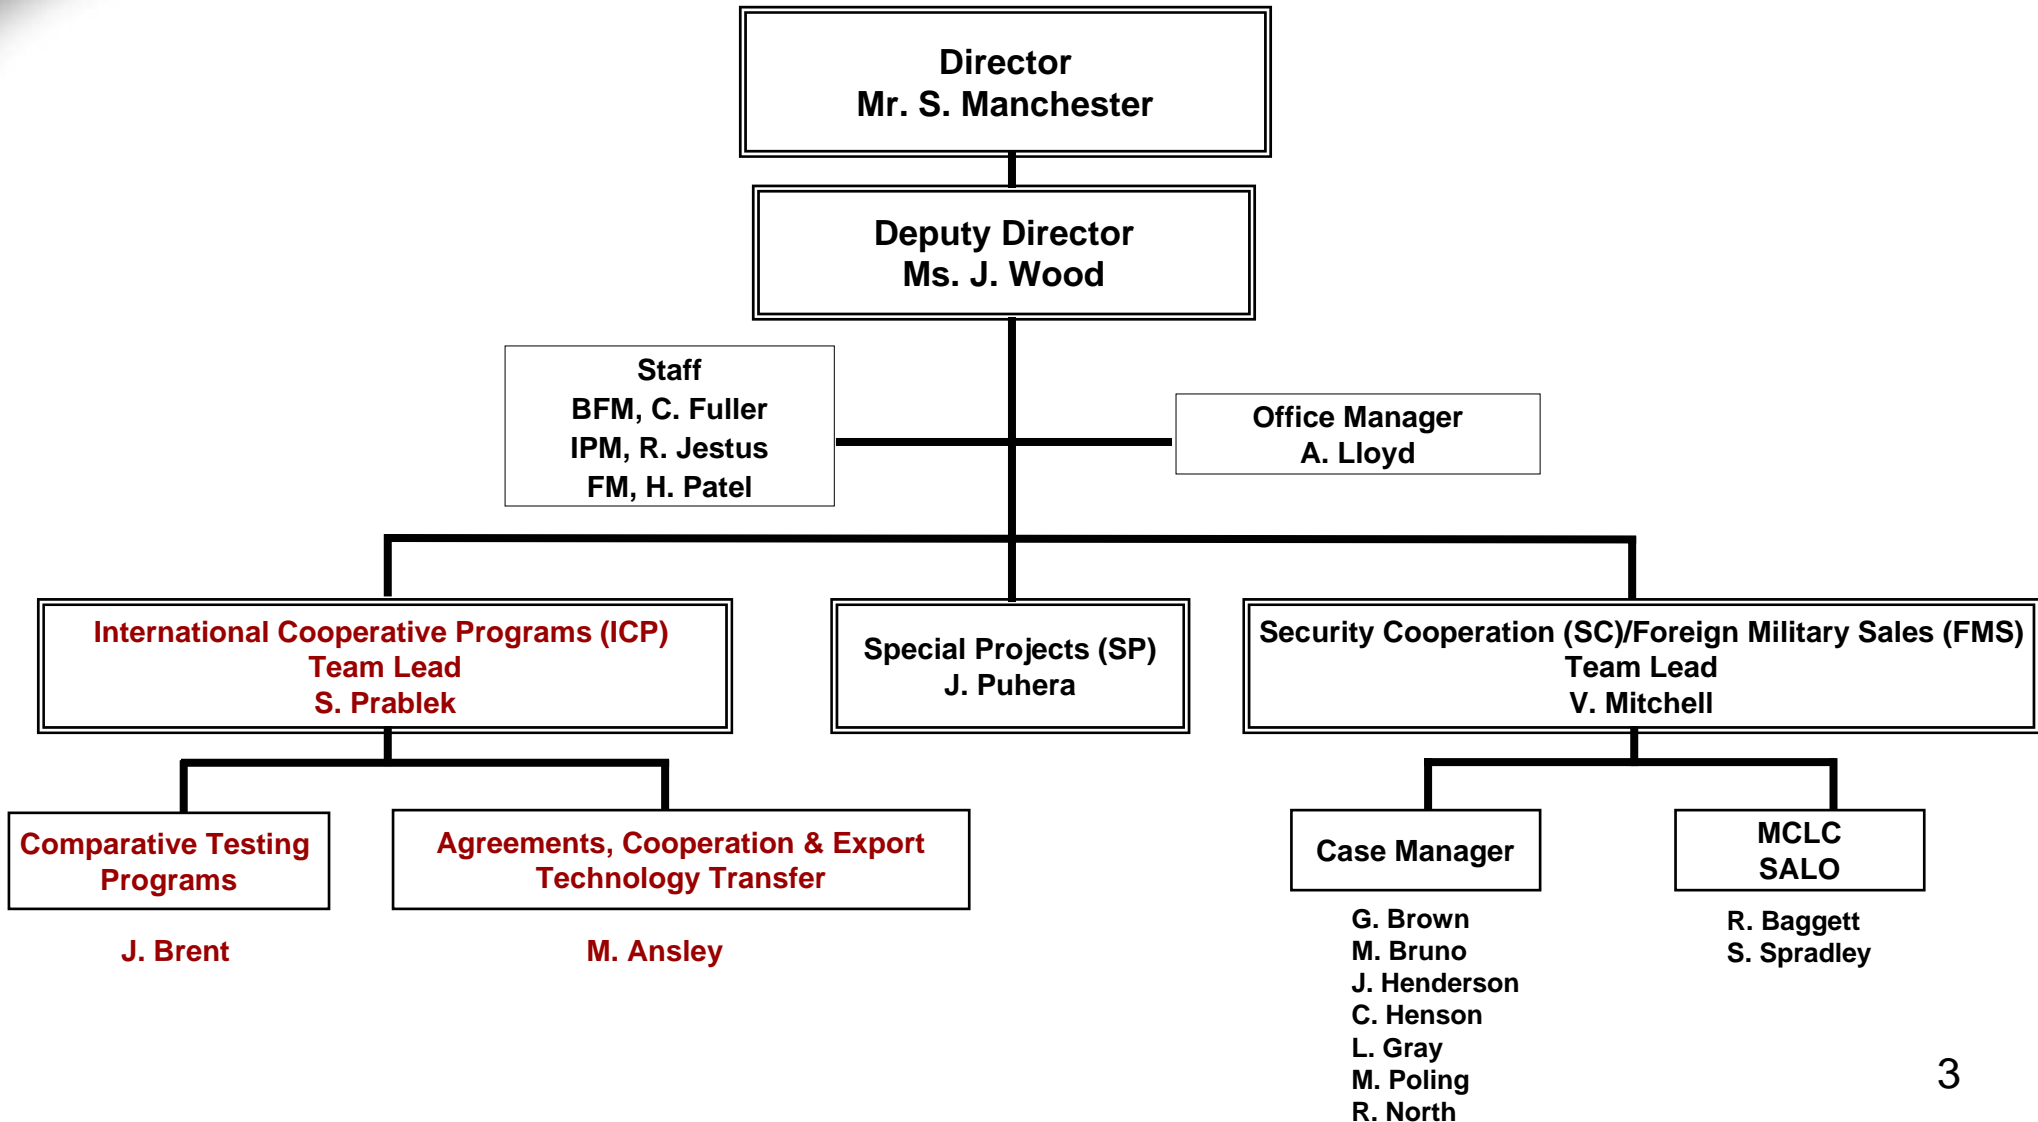 Director
Mr. S. Manchester
Deputy Director
Ms. J. Wood
Staff
BFM, C. Fuller
IPM, R. Jestus
FM, H. Patel
Office Manager
A. Lloyd
International Cooperative Programs (ICP)
Team Lead
S. Prablek
Special Projects (SP)
J. Puhera
Security Cooperation (SC)/Foreign Military Sales (FMS)
Team Lead
V. Mitchell
Comparative Testing
Programs
J. Brent
Agreements, Cooperation & Export
Technology Transfer
M. Ansley
Case Manager
G. Brown
M. Bruno
J. Henderson
C. Henson
L. Gray
M. Poling
R. North
MCLC
SALO
R. Baggett
S. Spradley
3